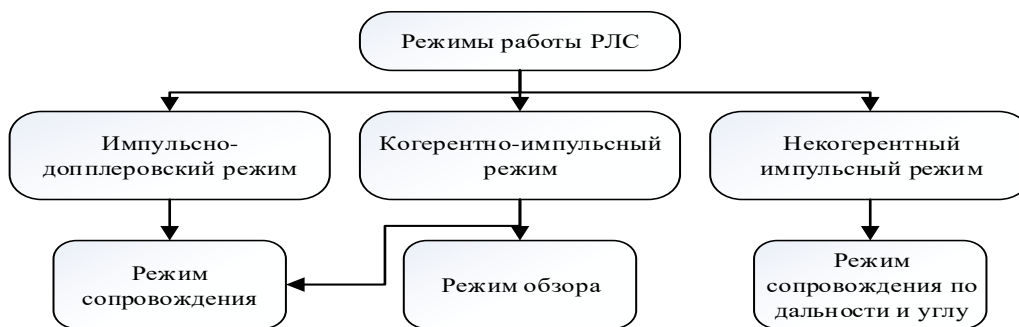 Режимы работы РЛС
Импульсно-
допплеровский режим
Когерентно-импульсный
режим
Некогерентный
импульсный режим
Режим
сопровождения
Режим обзора
Режим
сопровождения по
дальности и углу